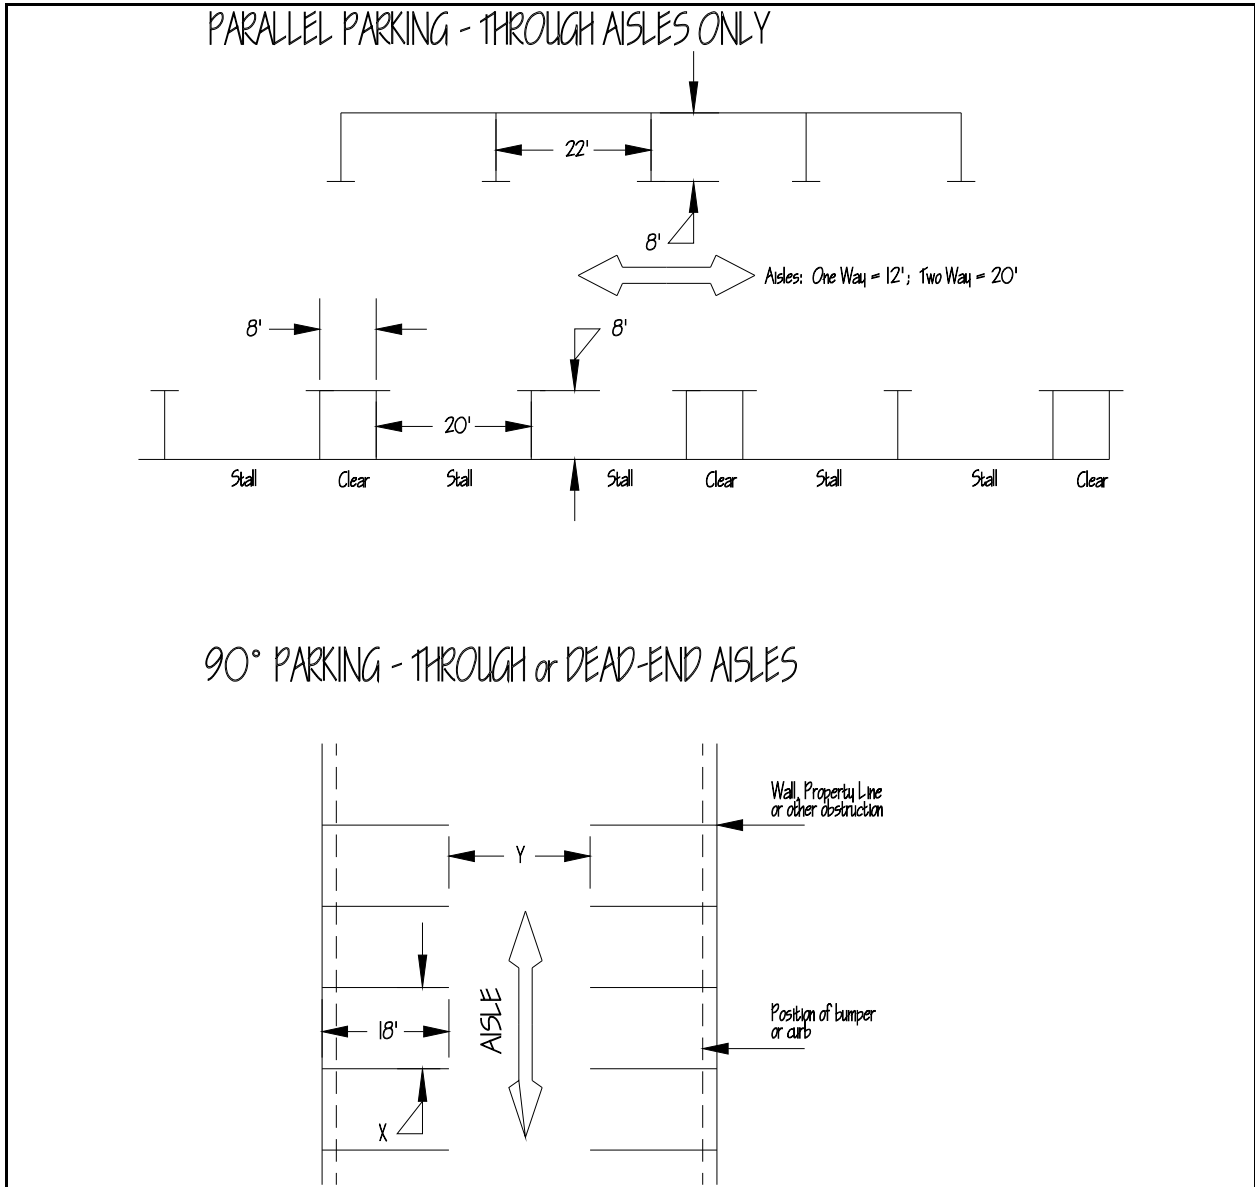 PARALLEL PARKING - THROUGH AISLES ONLY
22'
8'
Aisles: One Way = 12'; Two Way = 20'
8'
8'
20'
Stall Clear Stall Stall Clear Stall Stall Clear
90° PARKING - THROUGH or DEAD-END AISLES
Wall, Property Line
or other obstruction
Y
AISLE
Position of bumper
or curb
18'
X